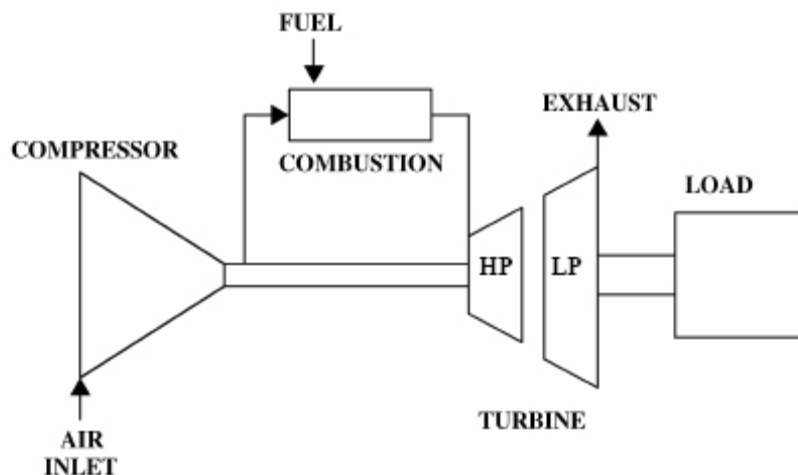 FUEL
EXHAUST
COMPRESSOR
COMBUSTION
LOAD
HP
LP
TURBINE
AIR
INLET